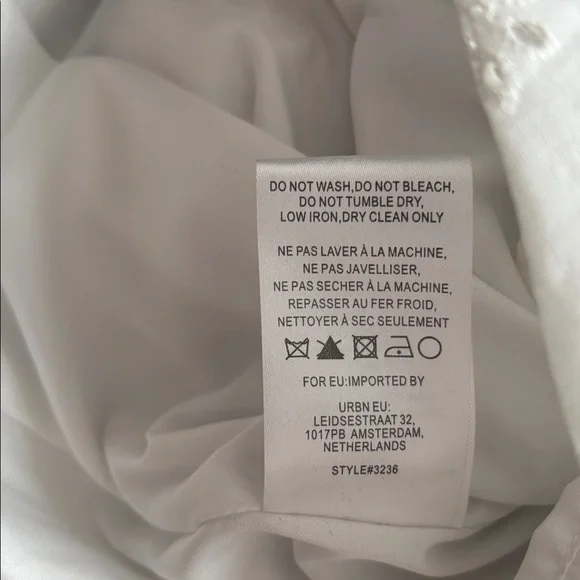 DO NOT WASH,DO NOT BLEACH,
DO NOT TUMBLE DRY,
LOW IRON,DRY CLEAN ONLY
NE PAS LAVER À LA MACHINE,
NE PAS JAVELLISER,
NE PAS SECHER À LA MACHINE,
REPASSER AU FER FROID,
NETTOYER À SEC SEULEMENT
FOR EU:IMPORTED BY
URBN EU:
LEIDSESTRAAT 32,
1017PB AMSTERDAM,
NETHERLANDS
STYLE#3236